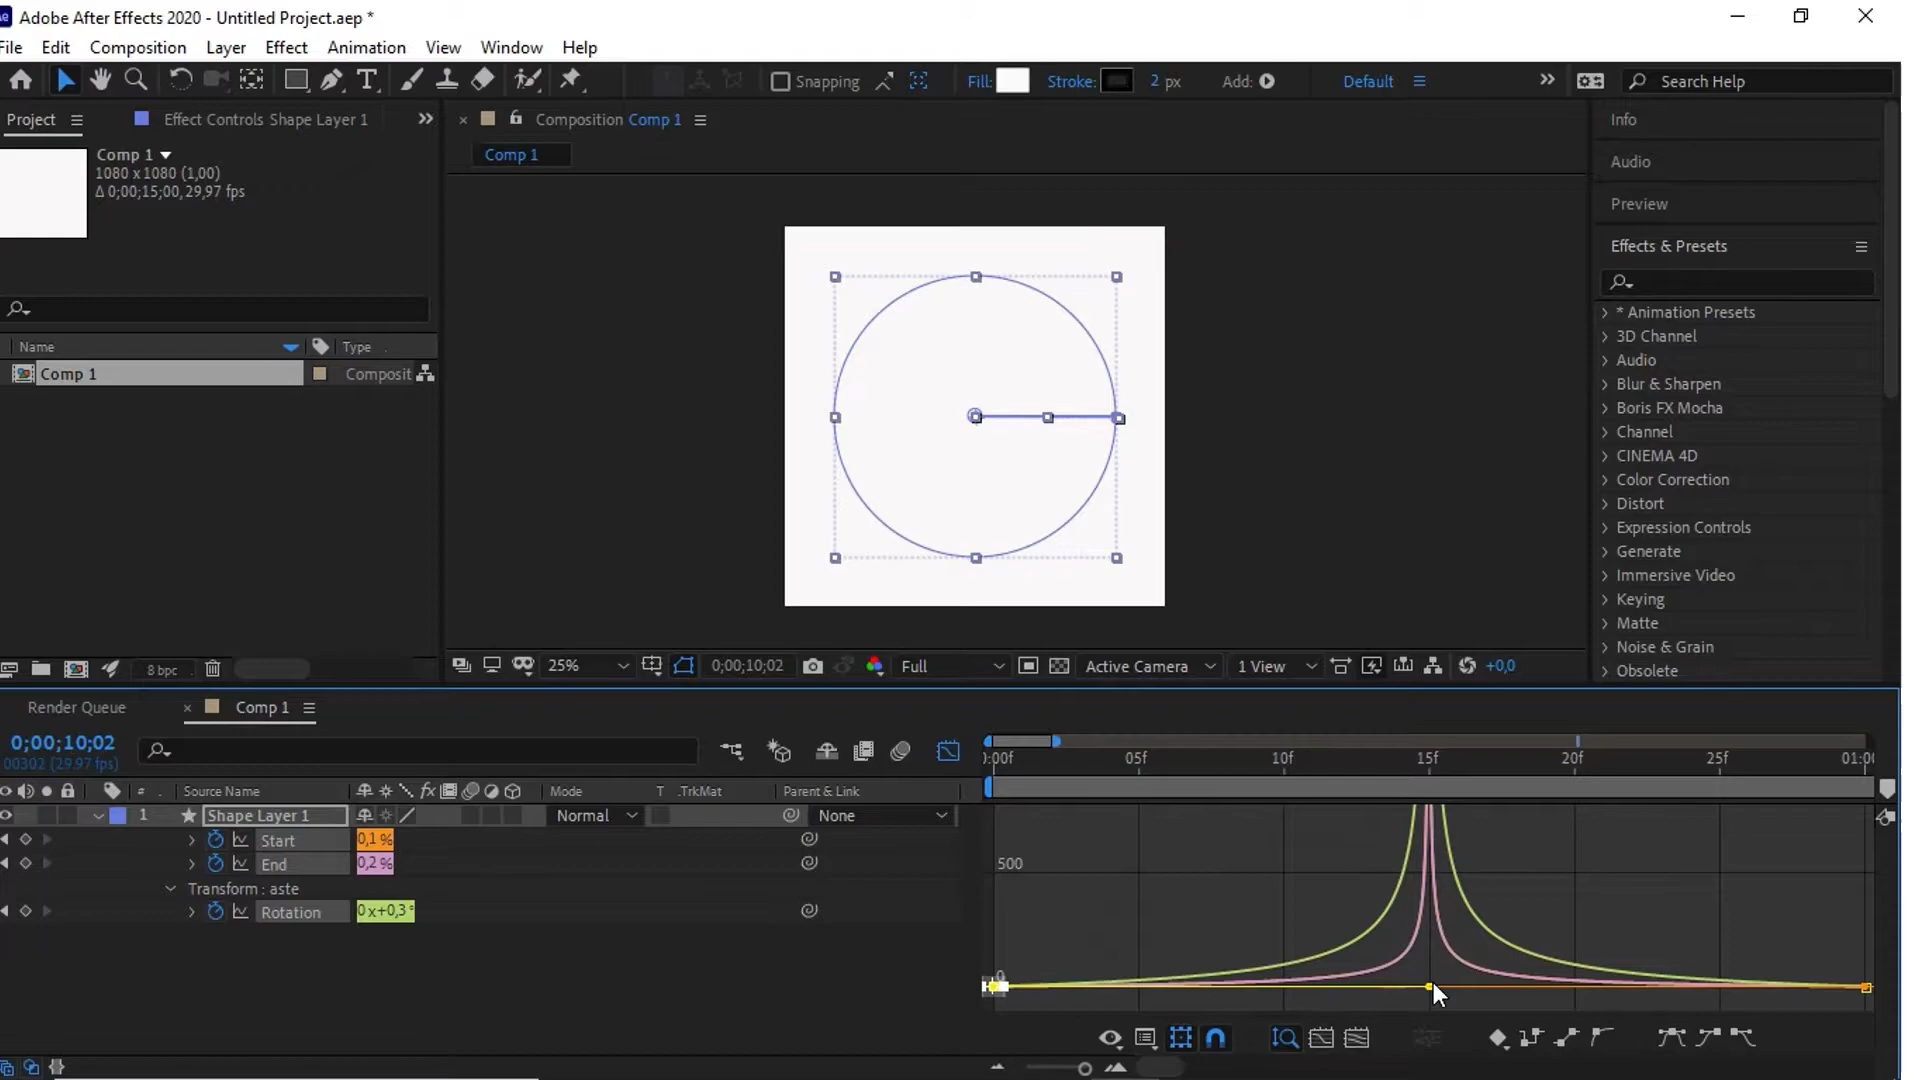 Adobe After Effects 2020 - Untitled Project.aep *
File Edit Composition Layer Effect Animation View Window Help
Snapping Fill: Stroke: 2 px Add: Default Search Help
Project Effect Controls Shape Layer 1 Composition Comp 1 Info
Comp 1
Comp 1
1080 x 1080 (1,00)
Δ 0;00;15;00, 29,97 fps
Audio
Preview
Effects & Presets
* Animation Presets
3D Channel
Audio
Blur & Sharpen
Boris FX Mocha
Channel
CINEMA 4D
Color Correction
Distort
Expression Controls
Generate
Immersive Video
Keying
Matte
Noise & Grain
Obsolete
Name Type
Comp 1 Composit
8 bpc 25% 0;00;10;02 Full Active Camera 1 View +0,0
Render Queue Comp 1
0;00;10;02
00302 (29.97 fps)
:00f 05f 10f 15f 20f 25f 01:00
# Source Name fx Mode T .TrkMat Parent & Link
1 Shape Layer 1 Normal None
Start 0,1 %
End 0,2 %
Transform : aste
Rotation 0 x+0,3 °
500
0